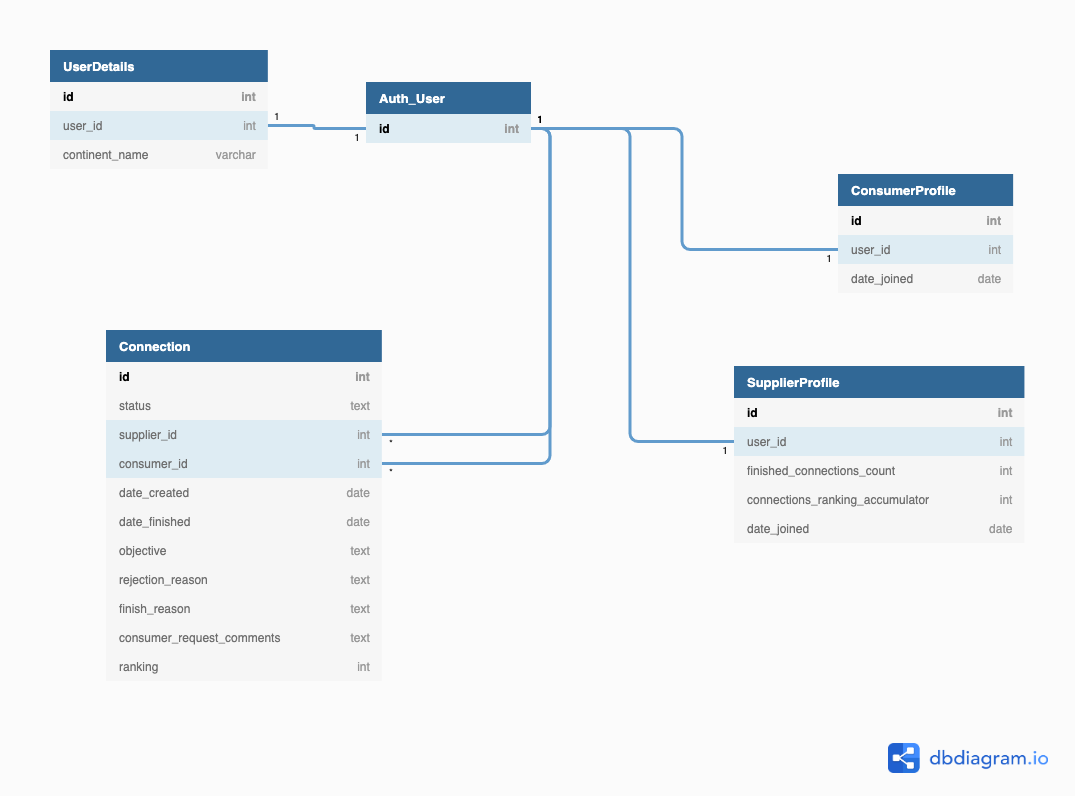 UserDetails
id int
user_id int
continent_name varchar
1
1
Auth_User
id int
1
ConsumerProfile
id int
user_id int
date_joined date
1
Connection
id int
status text
supplier_id int
consumer_id int
date_created date
date_finished date
objective text
rejection_reason text
finish_reason text
consumer_request_comments text
ranking int
*
*
SupplierProfile
id int
user_id int
finished_connections_count int
connections_ranking_accumulator int
date_joined date
1
dbdiagram.io